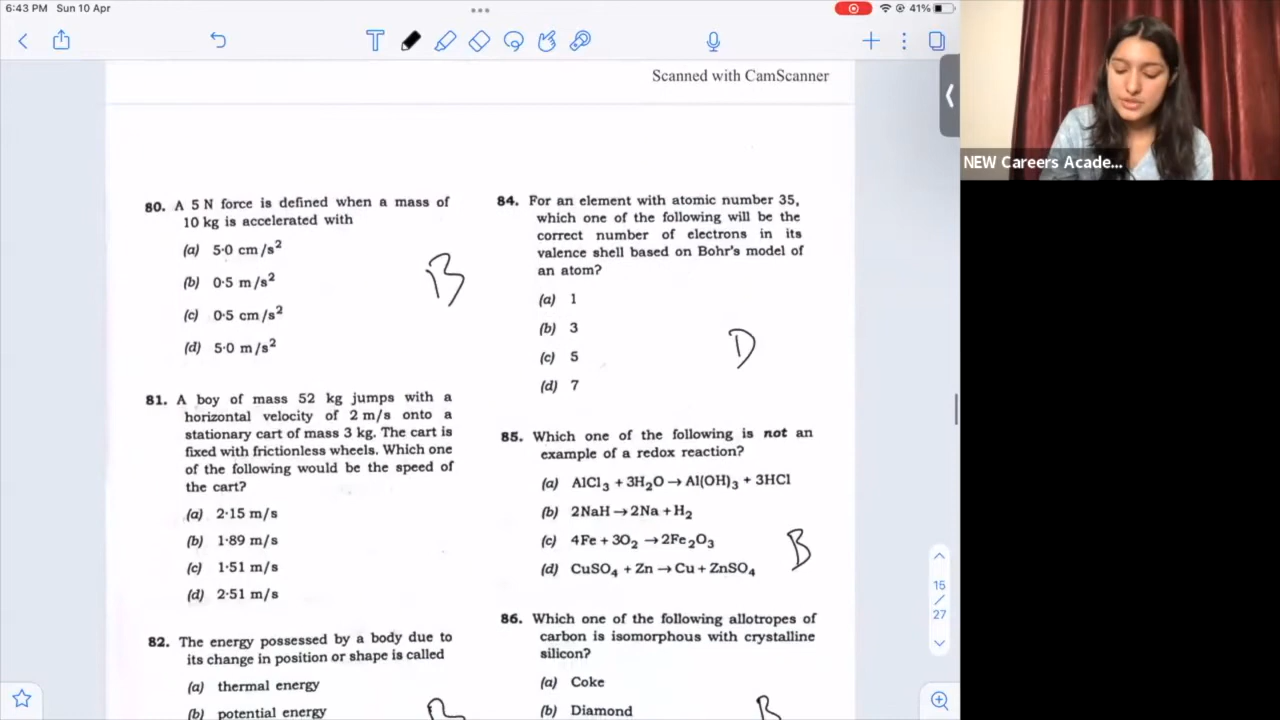 6:43 PM Sun 10 Apr
41%
Scanned with CamScanner
80. A 5 N force is defined when a mass of
10 kg is accelerated with
(a) 5·0 cm/s²
(b) 0·5 m/s²
(c) 0·5 cm/s²
(d) 5·0 m/s²
B
81. A boy of mass 52 kg jumps with a
horizontal velocity of 2 m/s onto a
stationary cart of mass 3 kg. The cart is
fixed with frictionless wheels. Which one
of the following would be the speed of
the cart?
(a) 2·15 m/s
(b) 1·89 m/s
(c) 1·51 m/s
(d) 2·51 m/s
82. The energy possessed by a body due to
its change in position or shape is called
(a) thermal energy
(b) potential energy
B
84. For an element with atomic number 35,
which one of the following will be the
correct number of electrons in its
valence shell based on Bohr's model of
an atom?
(a) 1
(b) 3
(c) 5
(d) 7
D
85. Which one of the following is not an
example of a redox reaction?
(a) AlCl₃ + 3H₂O → Al(OH)₃ + 3HCl
(b) 2NaH → 2Na + H₂
(c) 4Fe + 3O₂ → 2Fe₂O₃
(d) CuSO₄ + Zn → Cu + ZnSO₄
B
86. Which one of the following allotropes of
carbon is isomorphous with crystalline
silicon?
(a) Coke
(b) Diamond
B
15
/
27
NEW Careers Acade...